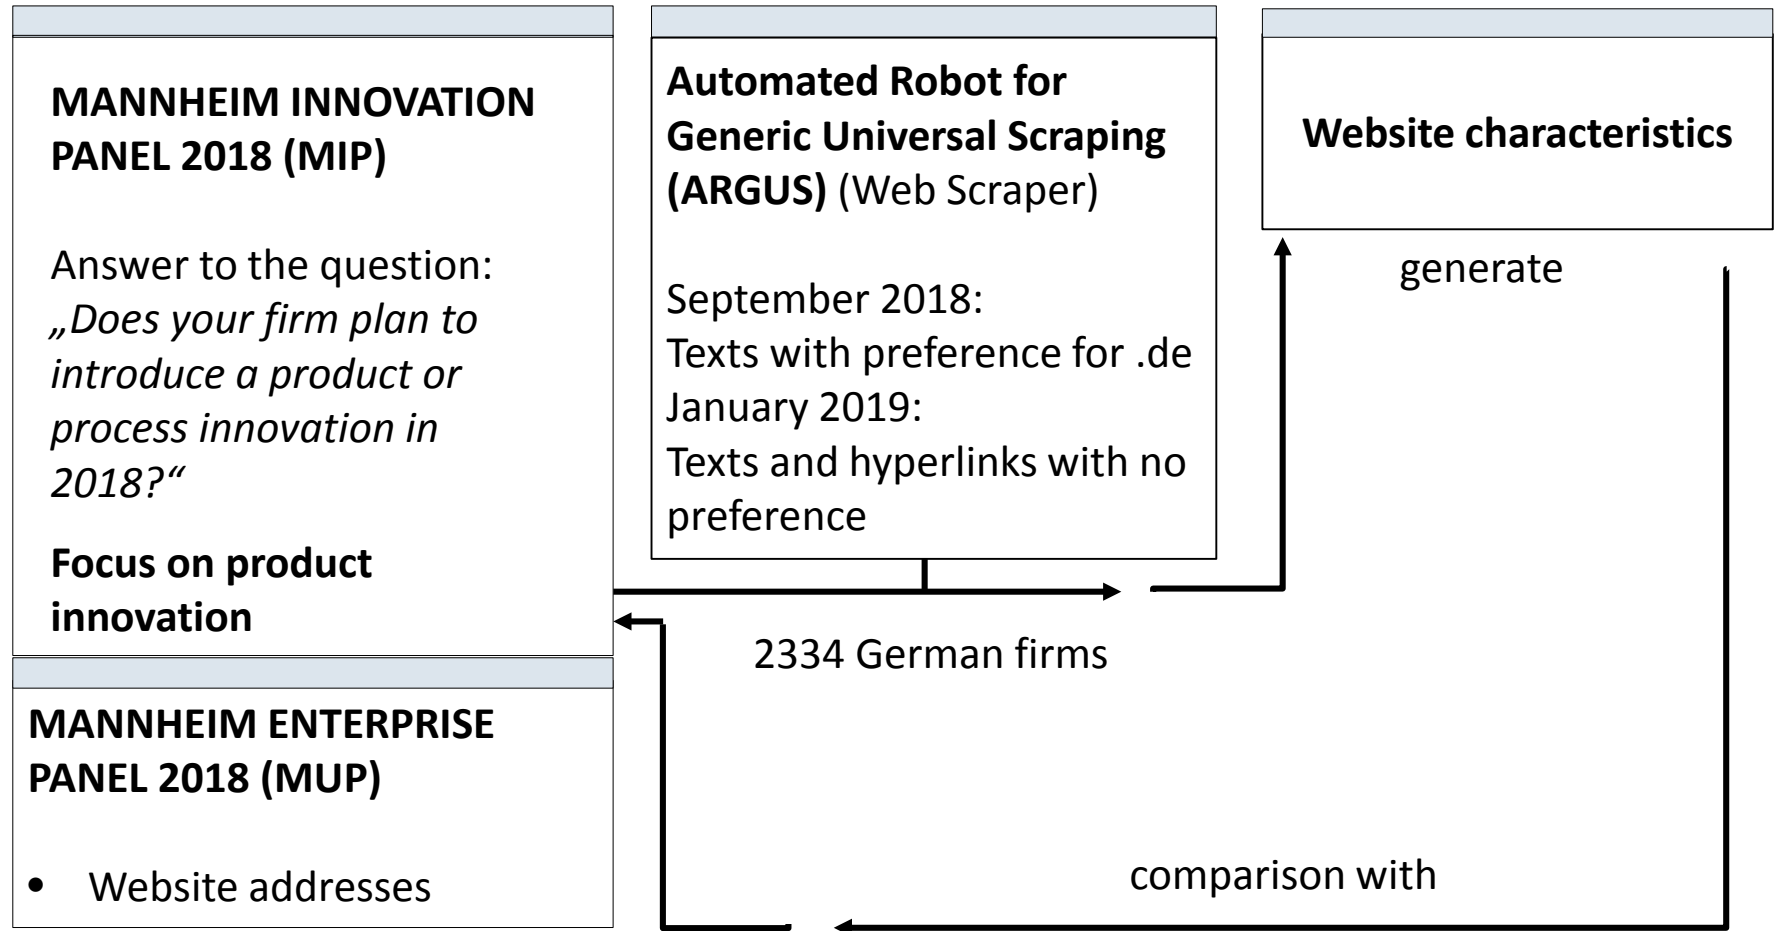 MANNHEIM INNOVATION
PANEL 2018 (MIP)
Answer to the question:
„Does your firm plan to
introduce a product or
process innovation in
2018?“
Focus on product
innovation
MANNHEIM ENTERPRISE
PANEL 2018 (MUP)
• Website addresses
Automated Robot for
Generic Universal Scraping
(ARGUS) (Web Scraper)
September 2018:
Texts with preference for .de
January 2019:
Texts and hyperlinks with no
preference
2334 German firms
Website characteristics
generate
comparison with